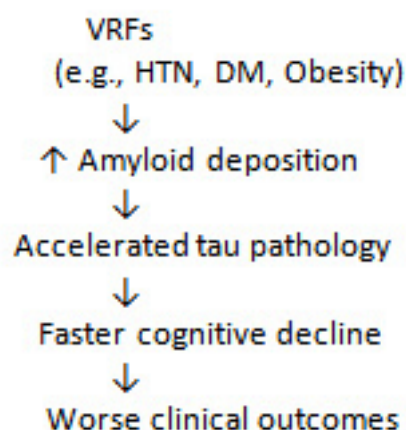 VRFs
(e.g., HTN, DM, Obesity)
↓
↑ Amyloid deposition
↓
Accelerated tau pathology
↓
Faster cognitive decline
↓
Worse clinical outcomes